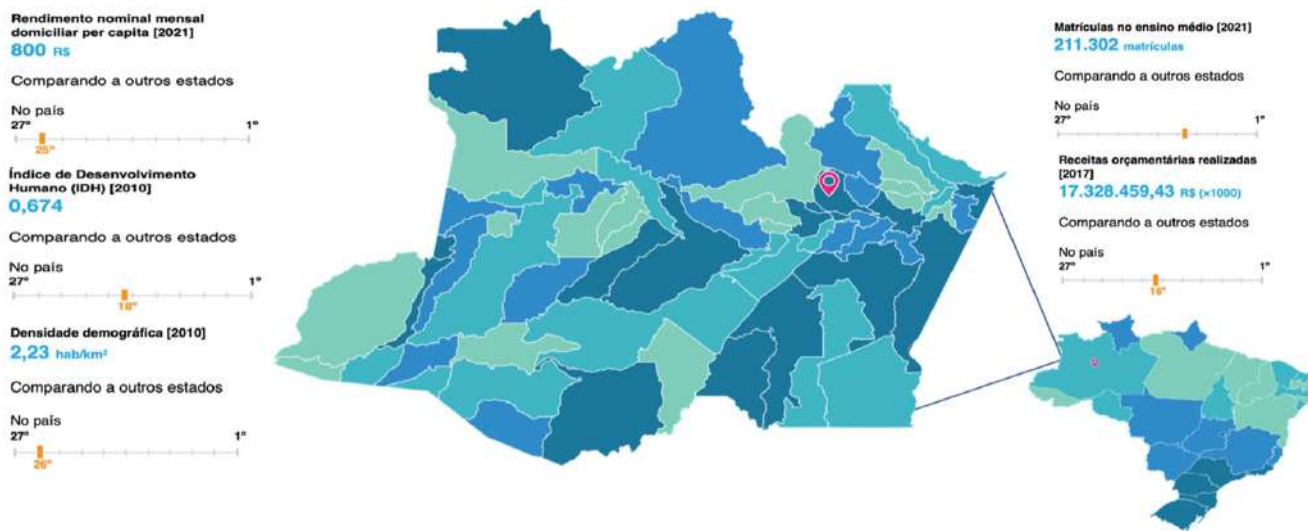 Rendimento nominal mensal
domiciliar per capita [2021]
800 R$
Comparando a outros estados
No país
27º 1º
25º
Índice de Desenvolvimento
Humano (IDH) [2010]
0,674
Comparando a outros estados
No país
27º 1º
18º
Densidade demográfica [2010]
2,23 hab/km²
Comparando a outros estados
No país
27º 1º
26º
Matrículas no ensino médio [2021]
211.302 matrículas
Comparando a outros estados
No país
27º 1º
Receitas orçamentárias realizadas
[2017]
17.328.459,43 R$ (×1000)
Comparando a outros estados
No país
27º 1º
16º